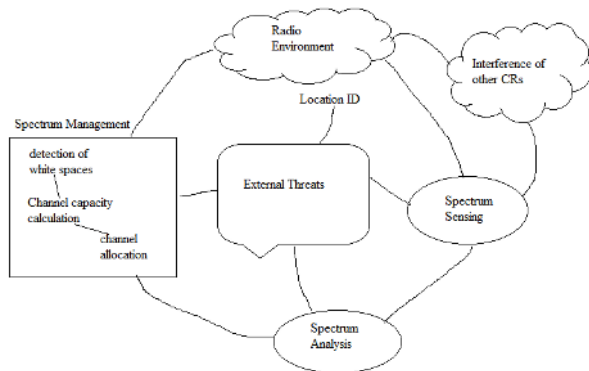 Radio
Environment
Interference of
other CRs
Location ID
Spectrum Management
detection of
white spaces
Channel capacity
calculation
channel
allocation
External Threats
Spectrum
Sensing
Spectrum
Analysis